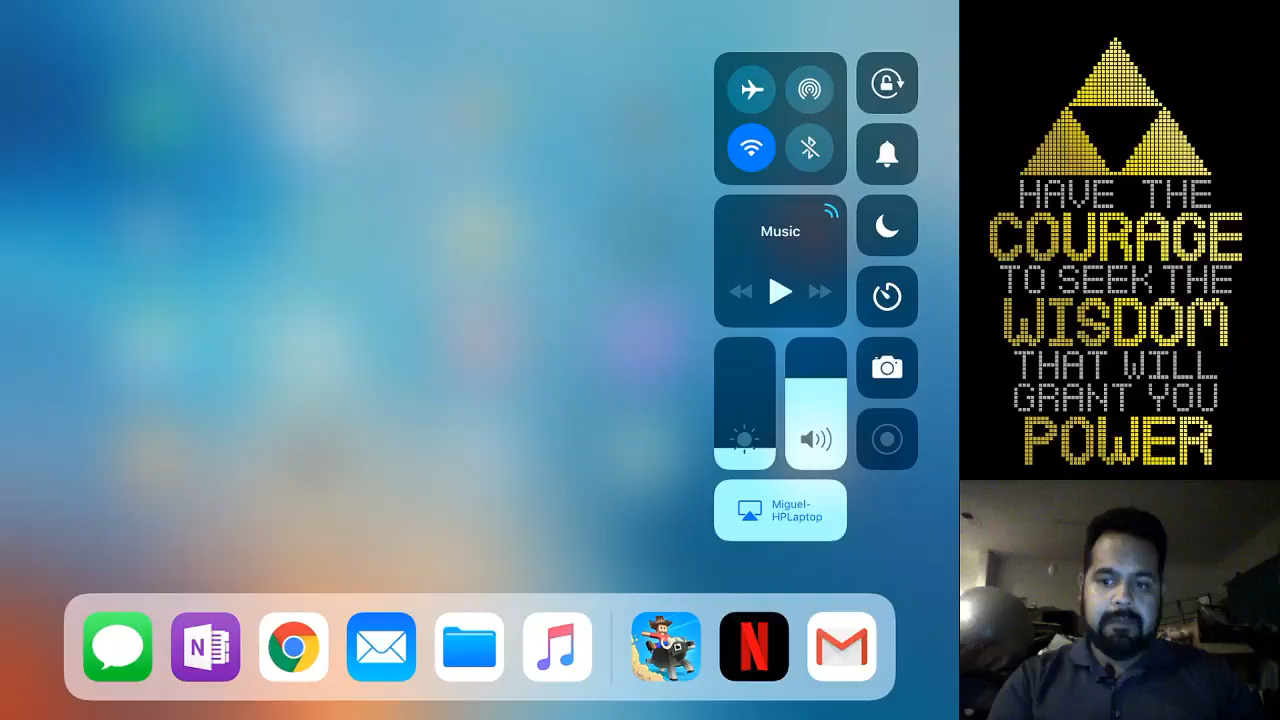 Music
Miguel-
HPLaptop
N
N
HAVE THE
COURAGE
TO SEEK THE
WISDOM
THAT WILL
GRANT YOU
POWER